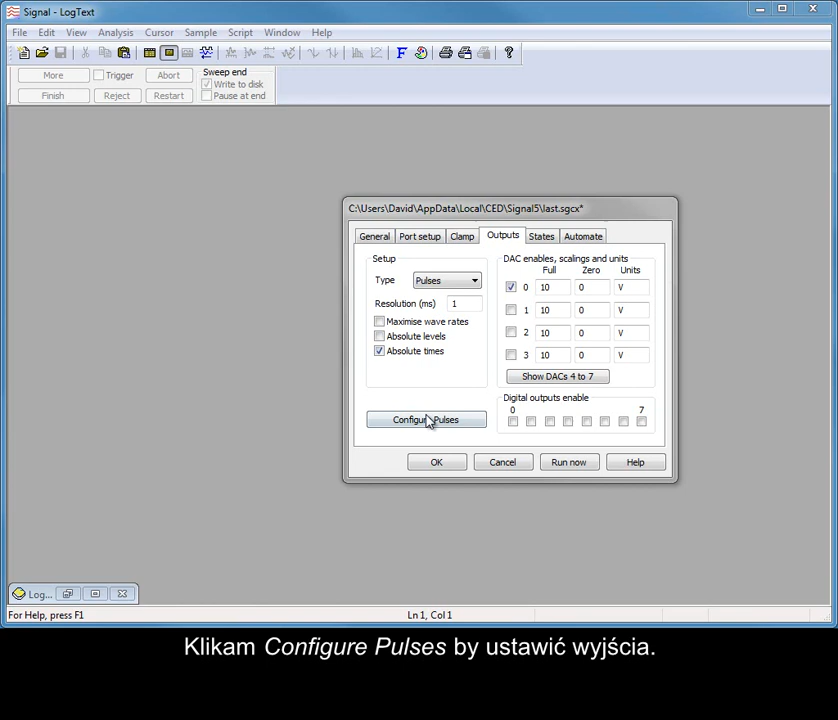 Signal - LogText
File Edit View Analysis Cursor Sample Script Window Help
More Trigger Abort Sweep end
Write to disk
Finish Reject Restart Pause at end
C:\Users\David\AppData\Local\CED\Signal5\last.sgcx*
General Port setup Clamp Outputs States Automate
Setup
Type Pulses
Resolution (ms) 1
Maximise wave rates
Absolute levels
Absolute times
Configure Pulses
DAC enables, scalings and units
Full Zero Units
0 10 0 V
1 10 0 V
2 10 0 V
3 10 0 V
Show DACs 4 to 7
Digital outputs enable
0 7
OK Cancel Run now Help
Log...
For Help, press F1 Ln 1, Col 1
Klikam Configure Pulses by ustawić wyjścia.